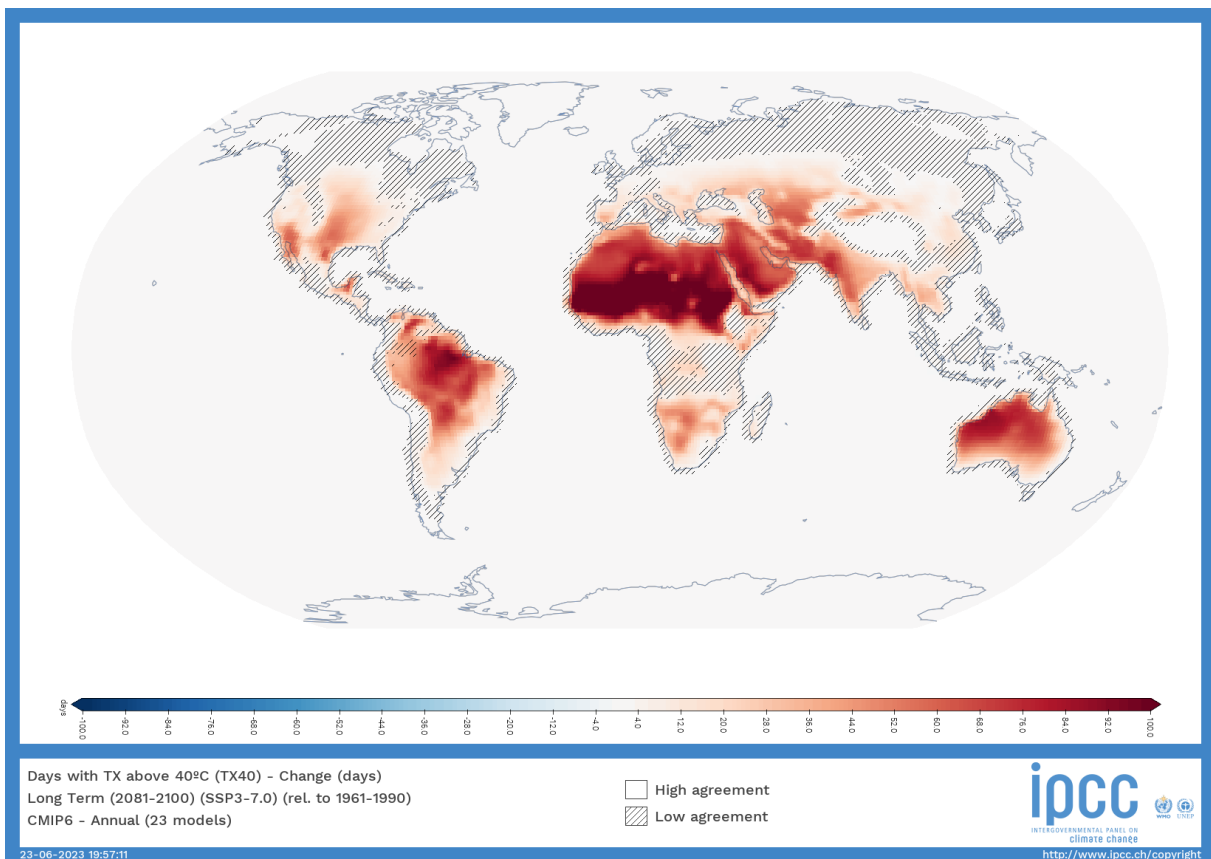 days
-100.0
-92.0
-84.0
-76.0
-68.0
-60.0
-52.0
-44.0
-36.0
-28.0
-20.0
-12.0
-4.0
4.0
12.0
20.0
28.0
36.0
44.0
52.0
60.0
68.0
76.0
84.0
92.0
100.0
Days with TX above 40ºC (TX40) - Change (days)
Long Term (2081-2100) (SSP3-7.0) (rel. to 1961-1990)
CMIP6 - Annual (23 models)
High agreement
Low agreement
ipcc
INTERGOVERNMENTAL PANEL ON
climate change
WMO
UNEP
23-06-2023 19:57:11
http://www.ipcc.ch/copyright